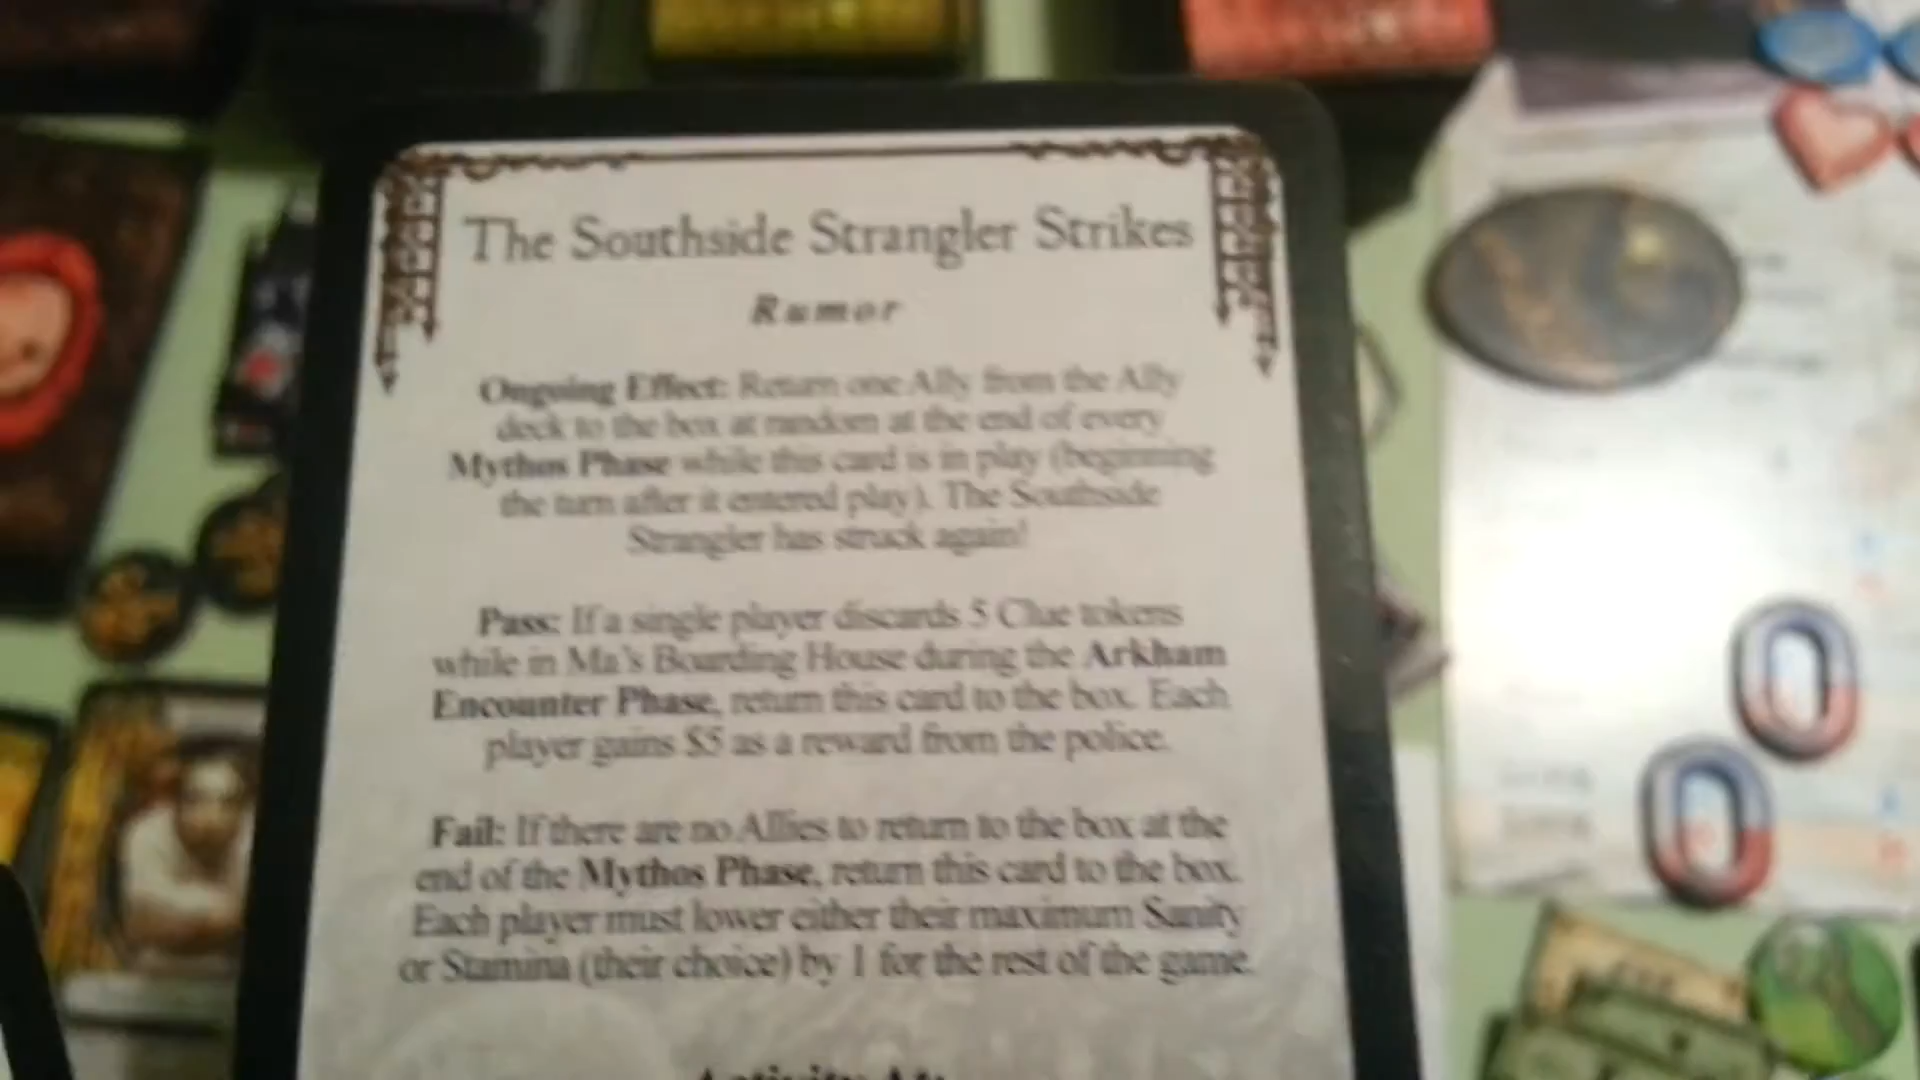 The Southside Strangler Strikes
Rumor
Ongoing Effect: Return one Ally from the Ally
deck to the box at random at the end of every
Mythos Phase while this card is in play (beginning
the turn after it entered play). The Southside
Strangler has struck again!
Pass: If a single player discards 5 Clue tokens
while in Ma's Boarding House during the Arkham
Encounter Phase, return this card to the box. Each
player gains $5 as a reward from the police.
Fail: If there are no Allies to return to the box at the
end of the Mythos Phase, return this card to the box.
Each player must lower either their maximum Sanity
or Stamina (their choice) by 1 for the rest of the game.
Activity At: